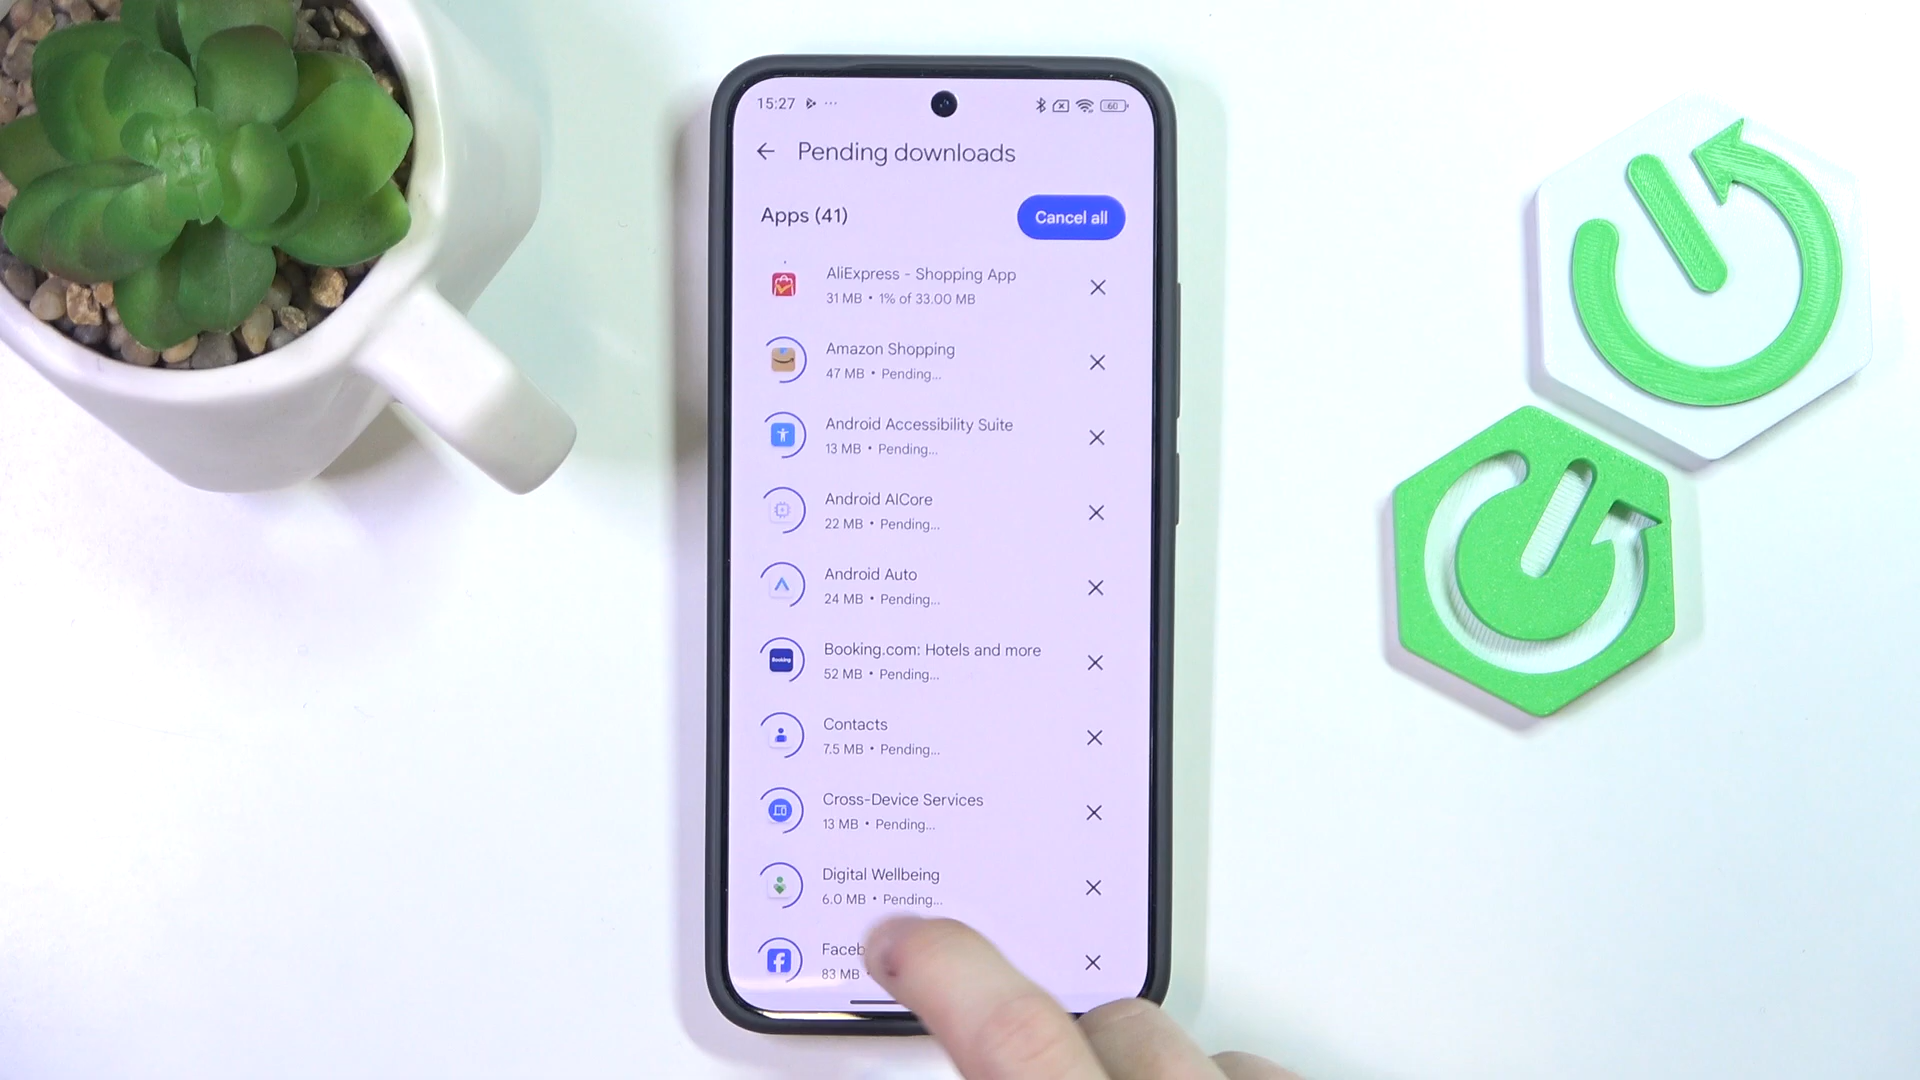 15:27
60
Pending downloads
Apps (41)
Cancel all
AliExpress - Shopping App
31 MB • 1% of 33.00 MB
Amazon Shopping
47 MB • Pending...
Android Accessibility Suite
13 MB • Pending...
Android AICore
22 MB • Pending...
Android Auto
24 MB • Pending...
Booking
Booking.com: Hotels and more
52 MB • Pending...
Contacts
7.5 MB • Pending...
Cross-Device Services
13 MB • Pending...
Digital Wellbeing
6.0 MB • Pending...
Faceb
83 MB •